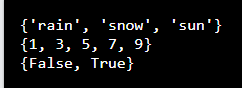 {'rain', 'snow', 'sun'}
{1, 3, 5, 7, 9}
{False, True}